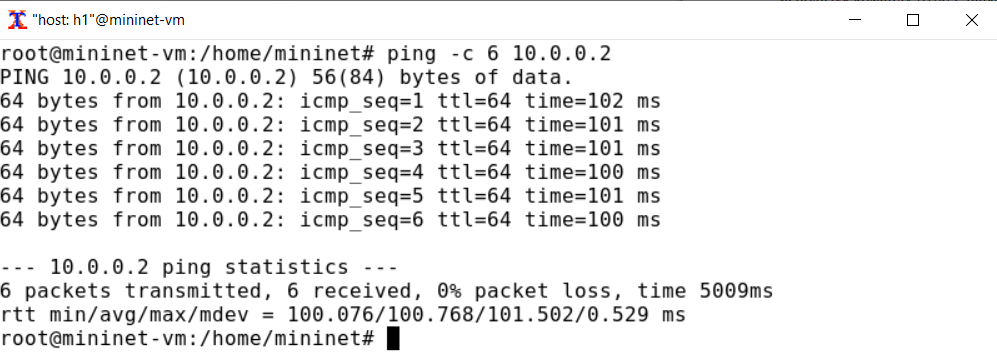 "host: h1"@mininet-vm
root@mininet-vm:/home/mininet# ping -c 6 10.0.0.2
PING 10.0.0.2 (10.0.0.2) 56(84) bytes of data.
64 bytes from 10.0.0.2: icmp_seq=1 ttl=64 time=102 ms
64 bytes from 10.0.0.2: icmp_seq=2 ttl=64 time=101 ms
64 bytes from 10.0.0.2: icmp_seq=3 ttl=64 time=101 ms
64 bytes from 10.0.0.2: icmp_seq=4 ttl=64 time=100 ms
64 bytes from 10.0.0.2: icmp_seq=5 ttl=64 time=101 ms
64 bytes from 10.0.0.2: icmp_seq=6 ttl=64 time=100 ms

--- 10.0.0.2 ping statistics ---
6 packets transmitted, 6 received, 0% packet loss, time 5009ms
rtt min/avg/max/mdev = 100.076/100.768/101.502/0.529 ms
root@mininet-vm:/home/mininet#